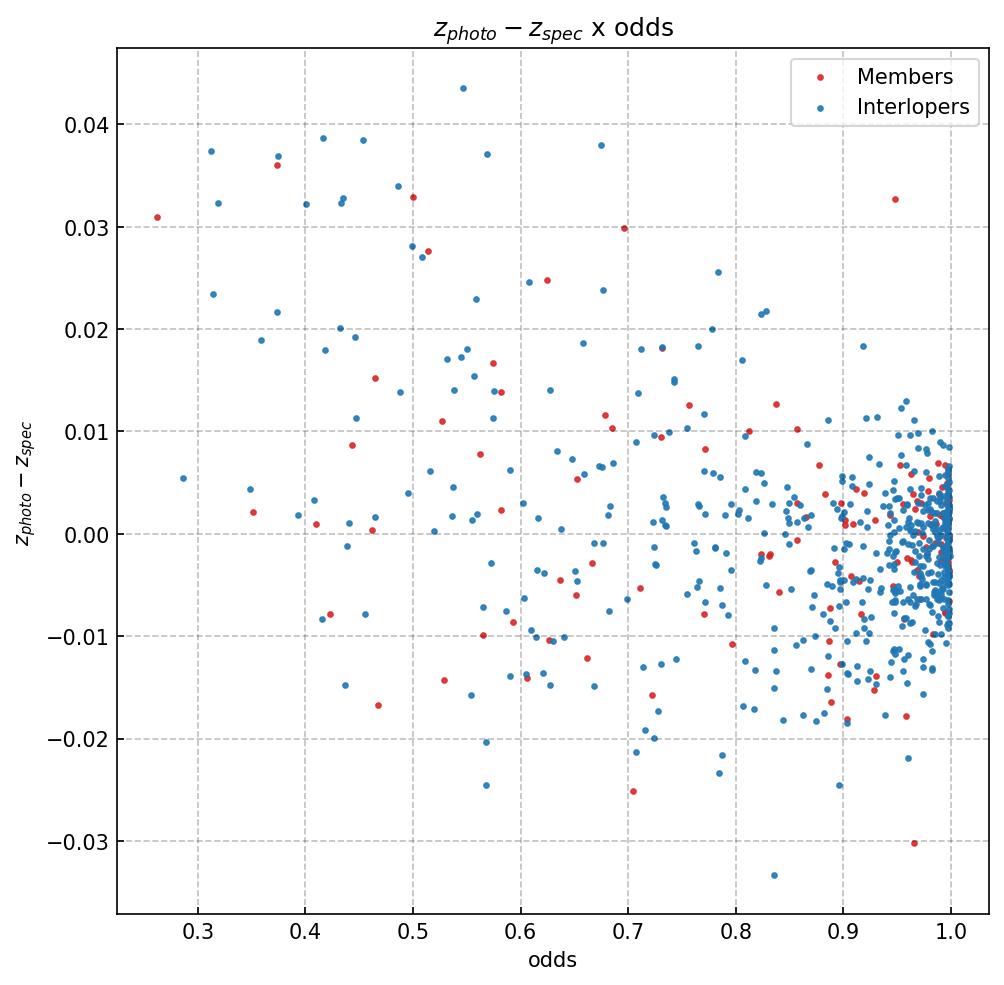 z_photo − z_spec x odds
Members
Interlopers
z_photo − z_spec
0.04
0.03
0.02
0.01
0.00
−0.01
−0.02
−0.03
0.3 0.4 0.5 0.6 0.7 0.8 0.9 1.0
odds